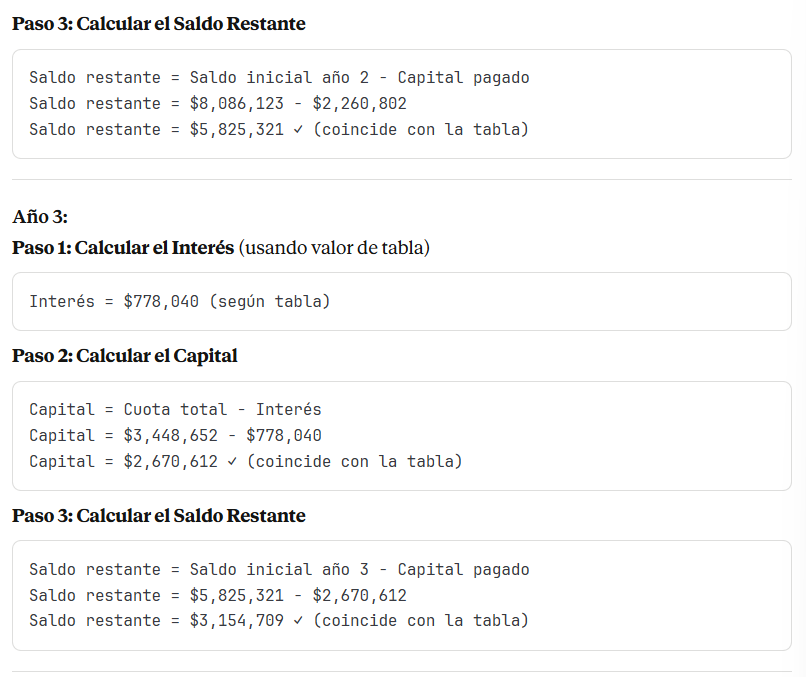 Paso 3: Calcular el Saldo Restante
Saldo restante = Saldo inicial año 2 - Capital pagado
Saldo restante = $8,086,123 - $2,260,802
Saldo restante = $5,825,321 ✓ (coincide con la tabla)
Año 3:
Paso 1: Calcular el Interés (usando valor de tabla)
Interés = $778,040 (según tabla)
Paso 2: Calcular el Capital
Capital = Cuota total - Interés
Capital = $3,448,652 - $778,040
Capital = $2,670,612 ✓ (coincide con la tabla)
Paso 3: Calcular el Saldo Restante
Saldo restante = Saldo inicial año 3 - Capital pagado
Saldo restante = $5,825,321 - $2,670,612
Saldo restante = $3,154,709 ✓ (coincide con la tabla)